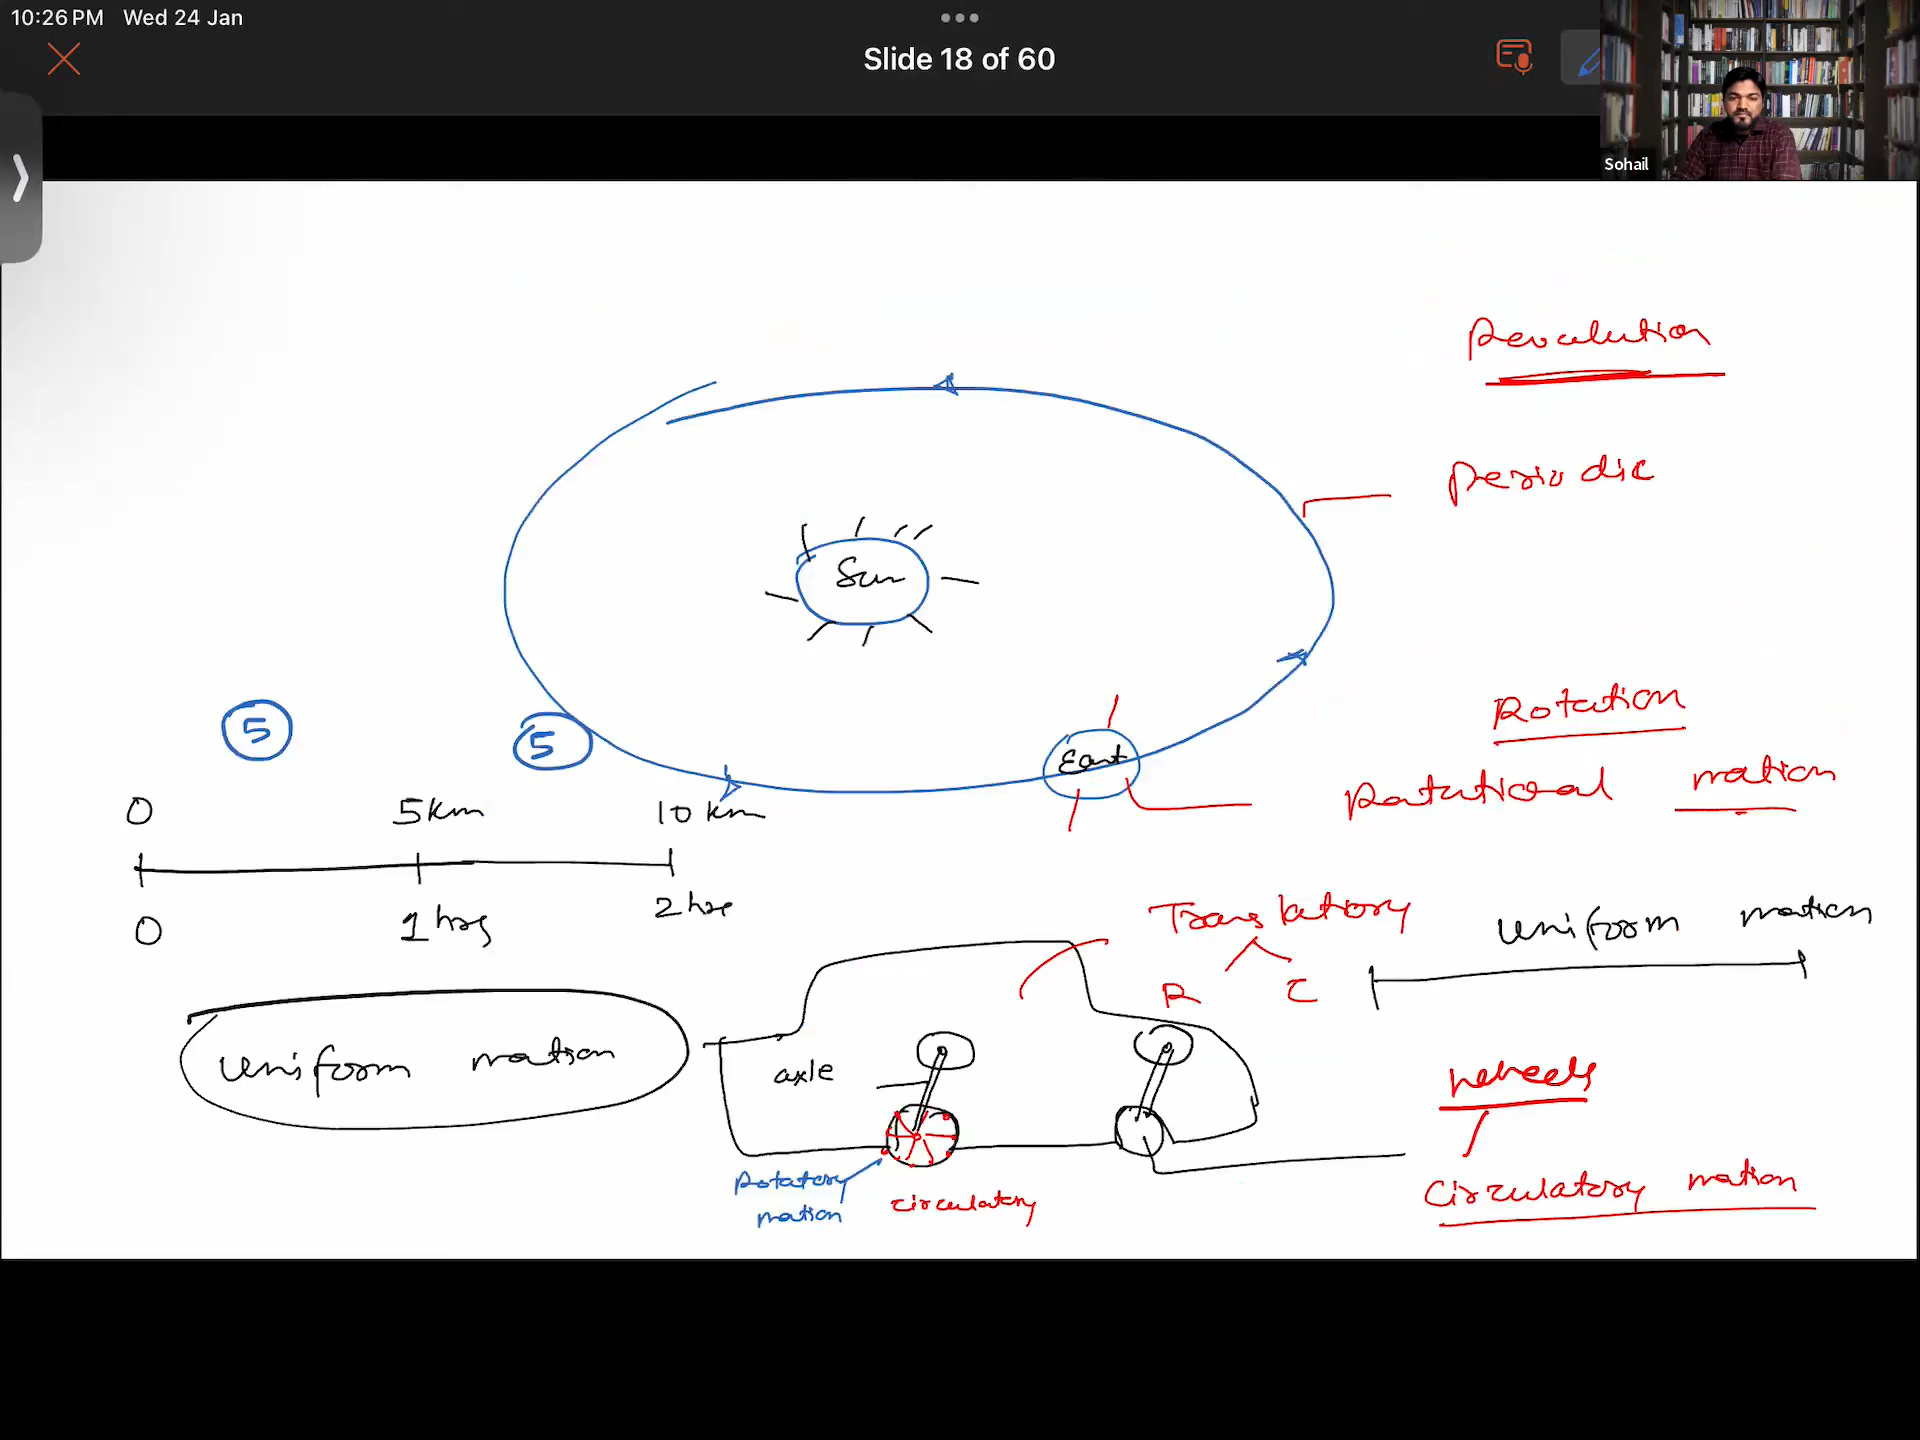 10:26 PM Wed 24 Jan
Slide 18 of 60
Sohail
Revolution
Periodic
Sun
Rotation
Rotational motion
Eart
5 5
0 5km 10 km
0 1 hrs 2 hrs
Translatory
R C
uniform motion
uniform motion
axle
wheels
Rotatory
motion
circulatory
Circulatory motion